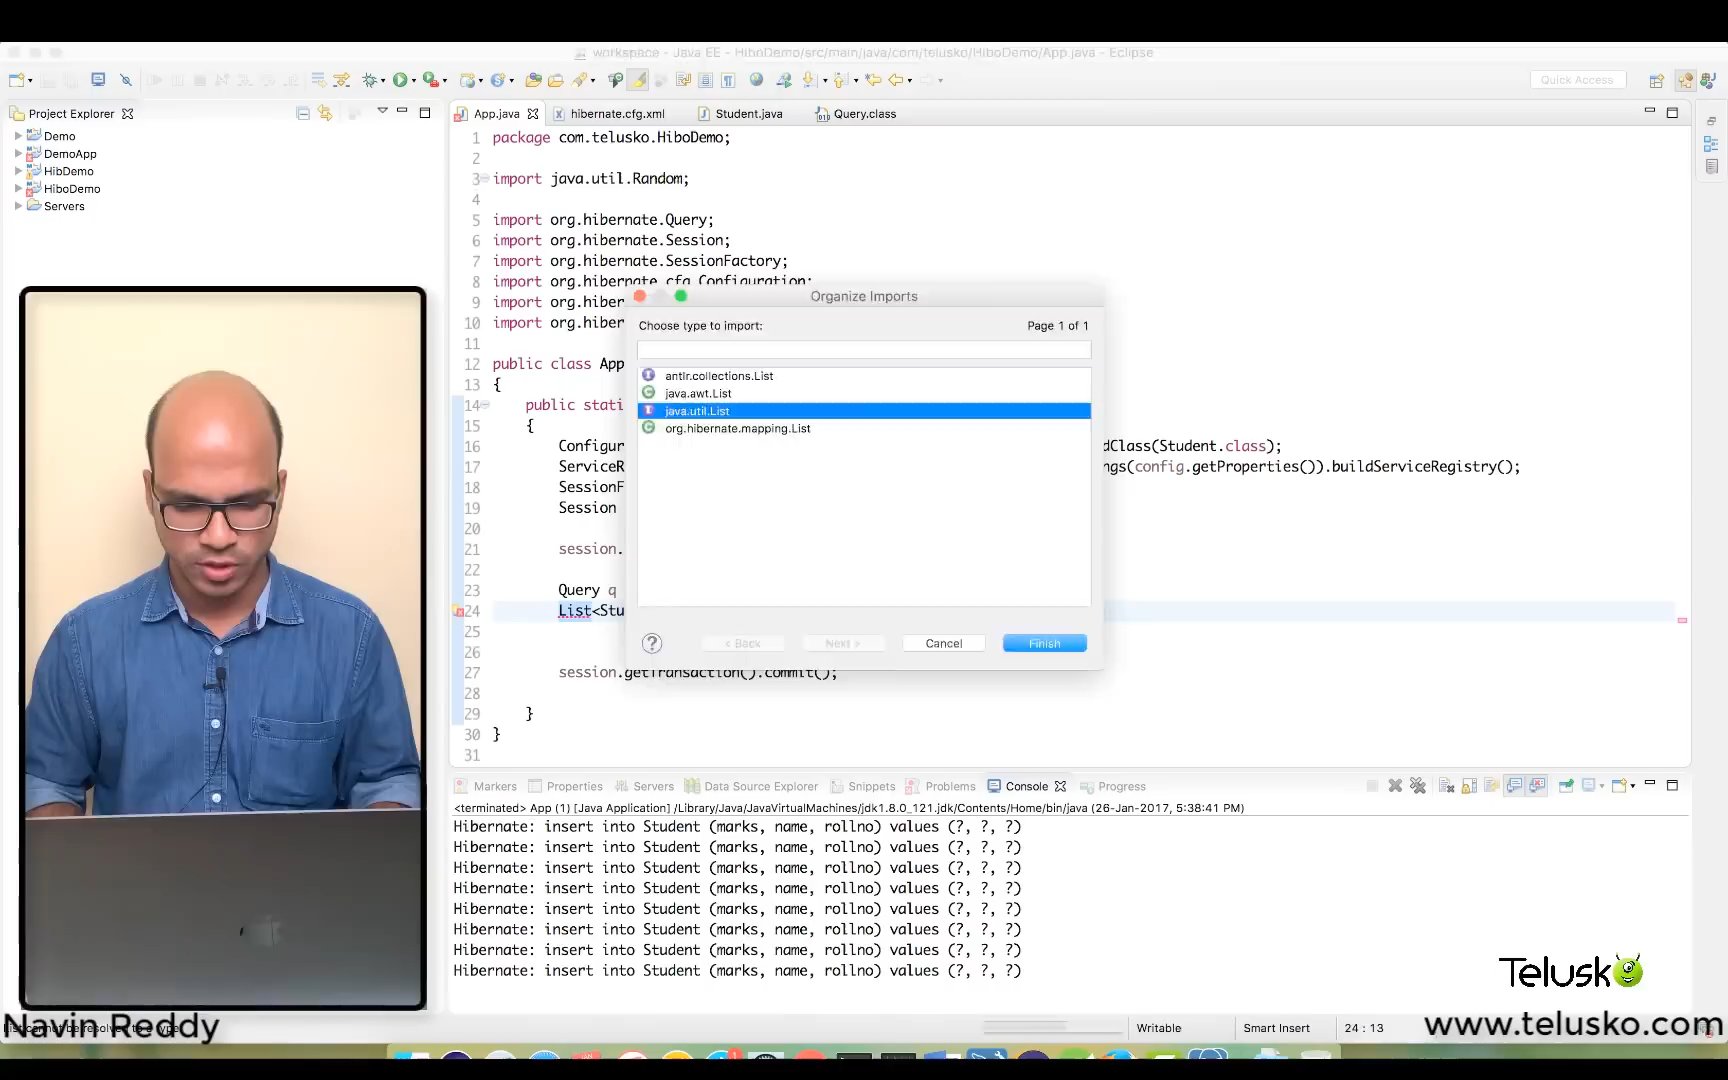 workspace - Java EE - HiboDemo/src/main/java/com/telusko/HiboDemo/App.java - Eclipse
Quick Access
Project Explorer
Demo
DemoApp
HibDemo
HiboDemo
Servers
App.java
hibernate.cfg.xml
Student.java
Query.class
1 package com.telusko.HiboDemo;
2
3 import java.util.Random;
4
5 import org.hibernate.Query;
6 import org.hibernate.Session;
7 import org.hibernate.SessionFactory;
8 import org.hibernate.cfg.Configuration;
9 import org.hiber
10 import org.hiber
11
12 public class App
13 {
14 public stati
15 {
16 Configur dClass(Student.class);
17 ServiceR ngs(config.getProperties()).buildServiceRegistry();
18 SessionF
19 Session
20
21 session.
22
23 Query q
24 List<Stu
25
26
27 session.getTransaction().commit();
28
29 }
30 }
31
Organize Imports
Choose type to import:
Page 1 of 1
antlr.collections.List
java.awt.List
java.util.List
org.hibernate.mapping.List
?
< Back
Next >
Cancel
Finish
Markers
Properties
Servers
Data Source Explorer
Snippets
Problems
Console
Progress
<terminated> App (1) [Java Application] /Library/Java/JavaVirtualMachines/jdk1.8.0_121.jdk/Contents/Home/bin/java (26-Jan-2017, 5:38:41 PM)
Hibernate: insert into Student (marks, name, rollno) values (?, ?, ?)
Hibernate: insert into Student (marks, name, rollno) values (?, ?, ?)
Hibernate: insert into Student (marks, name, rollno) values (?, ?, ?)
Hibernate: insert into Student (marks, name, rollno) values (?, ?, ?)
Hibernate: insert into Student (marks, name, rollno) values (?, ?, ?)
Hibernate: insert into Student (marks, name, rollno) values (?, ?, ?)
Hibernate: insert into Student (marks, name, rollno) values (?, ?, ?)
Hibernate: insert into Student (marks, name, rollno) values (?, ?, ?)
Telusko
Navin Reddy
List cannot be resolved to a type
Writable
Smart Insert
24 : 13
www.telusko.com